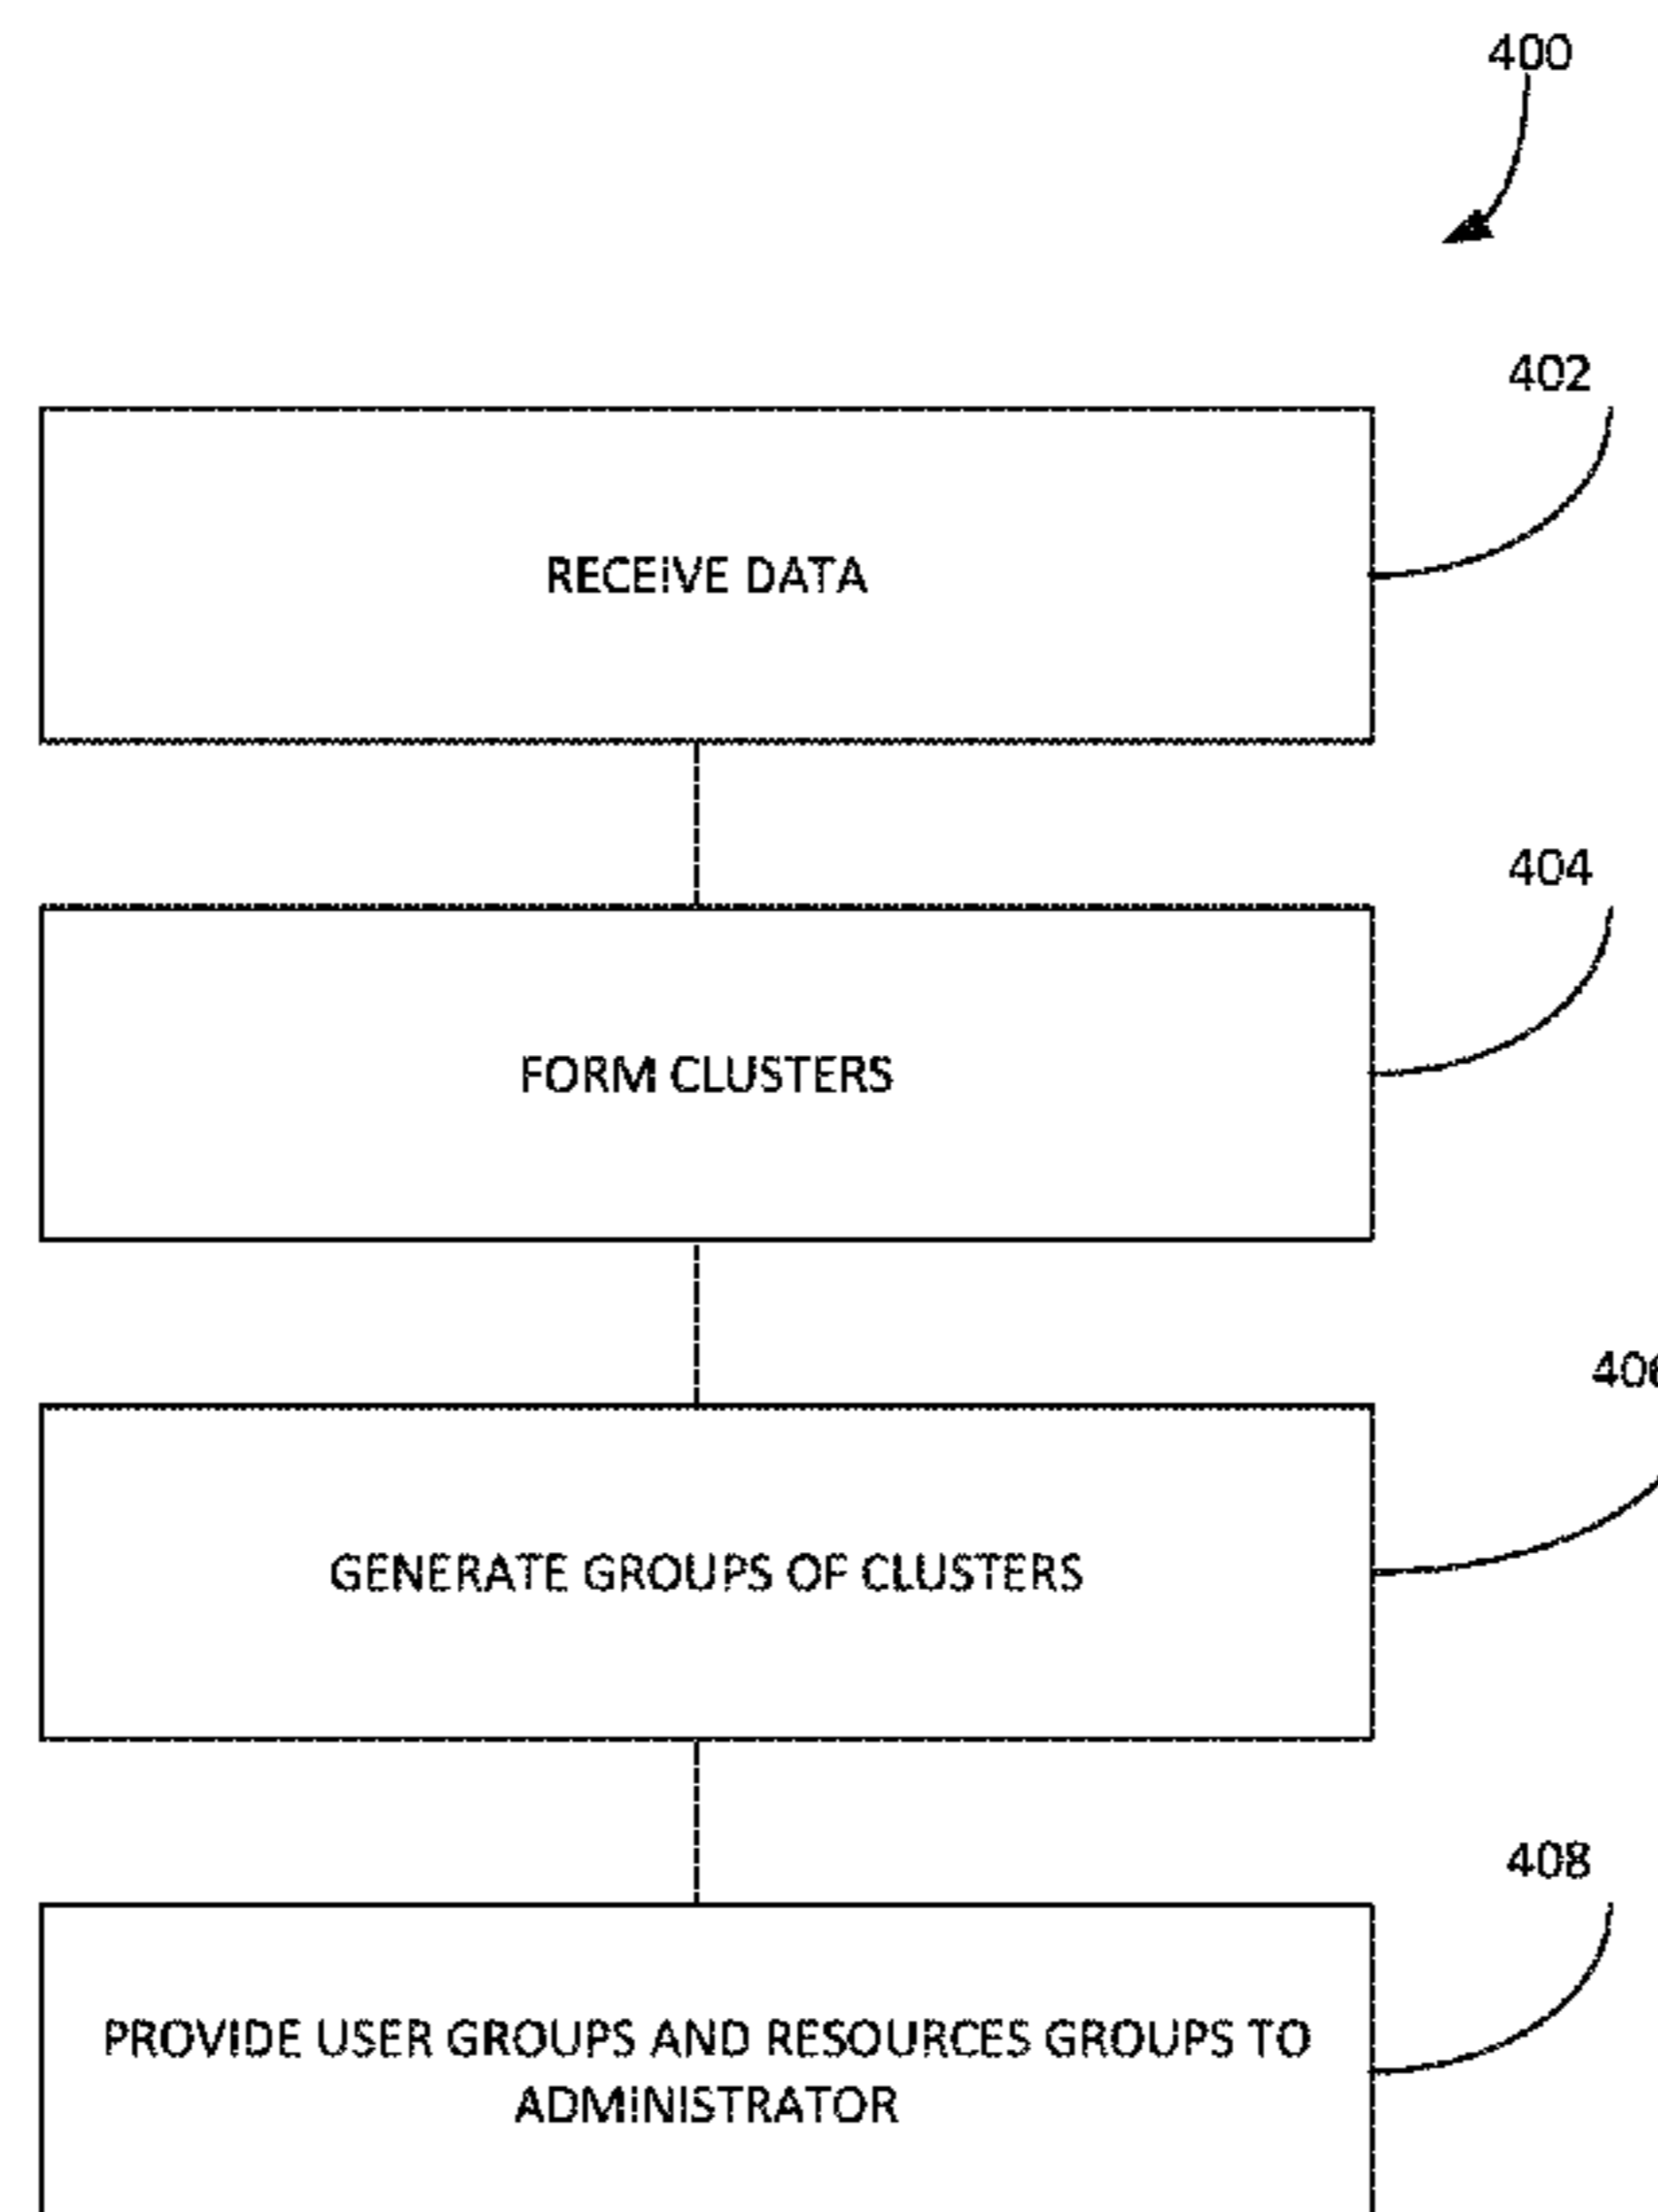 400
402
RECEIVE DATA
404
FORM CLUSTERS
406
GENERATE GROUPS OF CLUSTERS
408
PROVIDE USER GROUPS AND RESOURCES GROUPS TO
ADMINISTRATOR